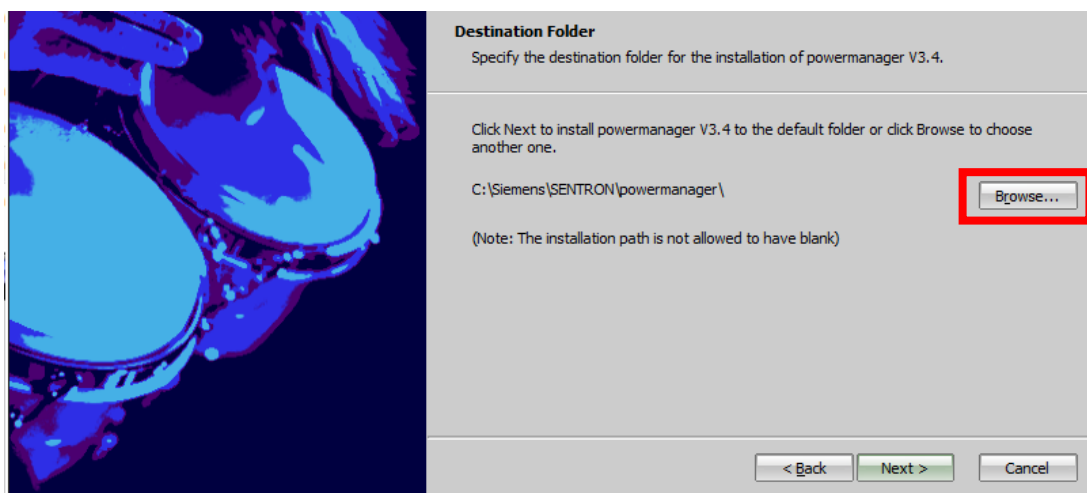 Destination Folder
Specify the destination folder for the installation of powermanager V3.4.
Click Next to install powermanager V3.4 to the default folder or click Browse to choose
another one.
C:\Siemens\SENTRON\powermanager\
Browse...
(Note: The installation path is not allowed to have blank)
< Back
Next >
Cancel